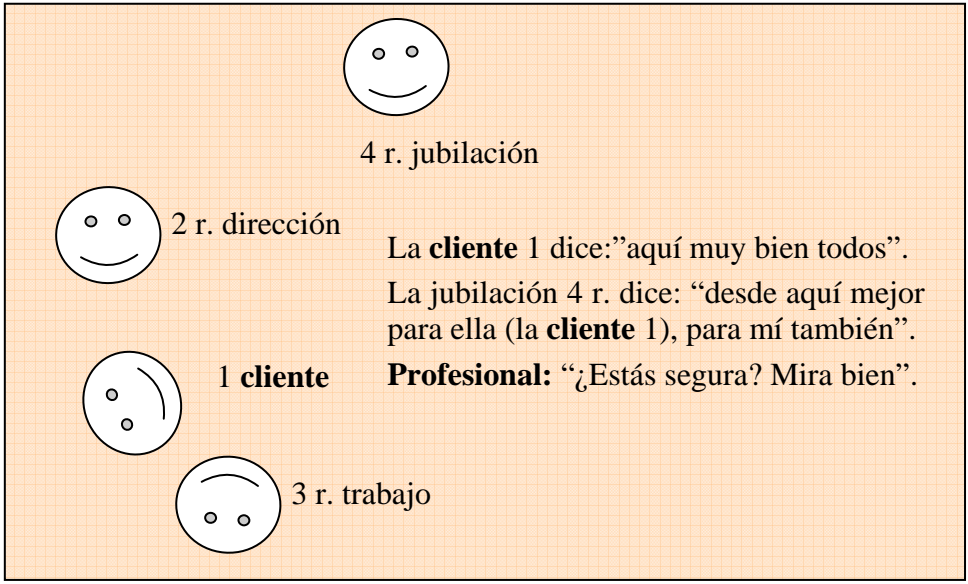 4 r. jubilación
2 r. dirección
La cliente 1 dice:”aquí muy bien todos”.
La jubilación 4 r. dice: “desde aquí mejor
para ella (la cliente 1), para mí también”.
1 cliente
Profesional: “¿Estás segura? Mira bien”.
3 r. trabajo